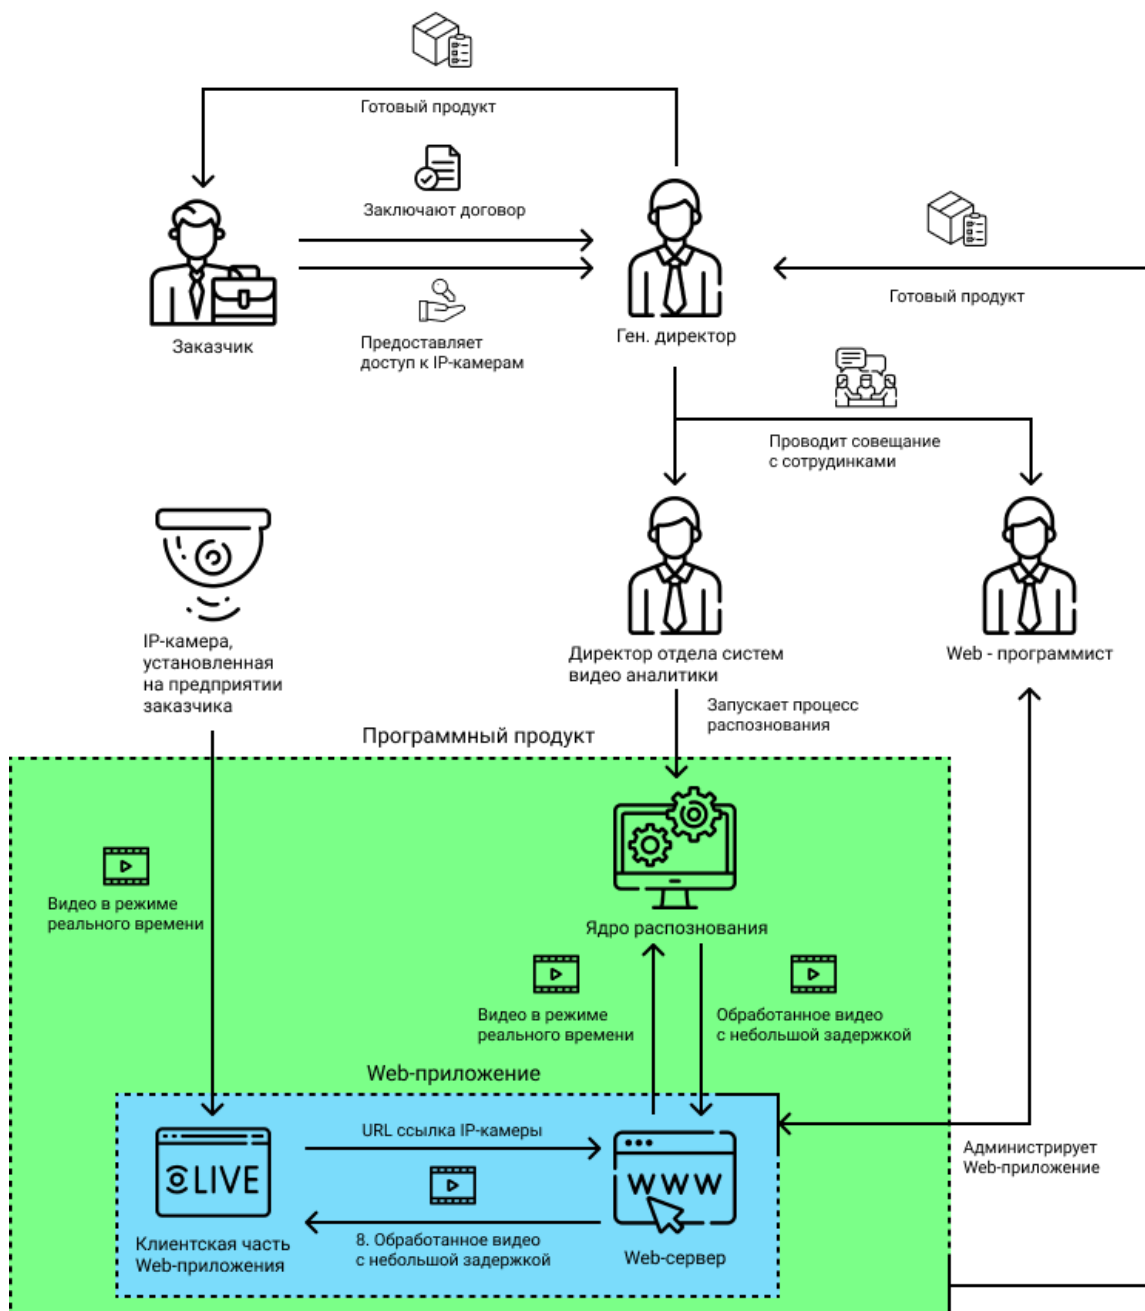 Готовый продукт
Заключают договор
Заказчик
Предоставляет
доступ к IP-камерам
Ген. директор
Готовый продукт
Проводит совещание
с сотрудинками
IP-камера,
установленная
на предприятии
заказчика
Директор отдела систем
видео аналитики
Web - программист
Запускает процесс
распознования
Программный продукт
Видео в режиме
реального времени
Ядро распознования
Видео в режиме
реального времени
Обработанное видео
с небольшой задержкой
Web-приложение
URL ссылка IP-камеры
LIVE
WWW
Администрирует
Web-приложение
8. Обработанное видео
с небольшой задержкой
Клиентская часть
Web-приложения
Web-сервер